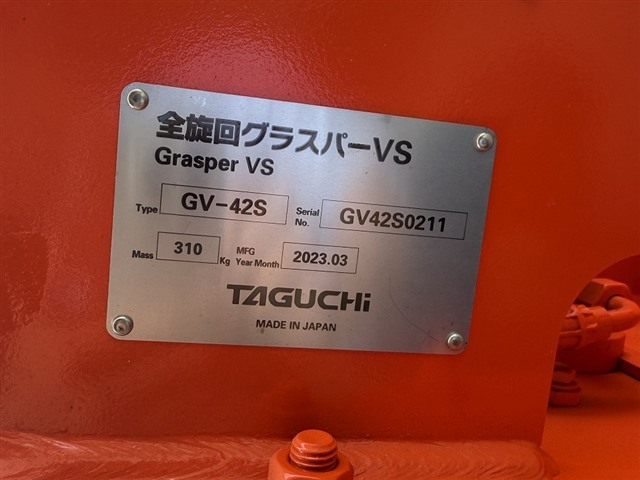 全旋回グラスパーVS
Grasper VS
Type GV-42S Serial No. GV42S0211
Mass 310 Kg MFG Year Month 2023.03
TAGUCHi
MADE IN JAPAN